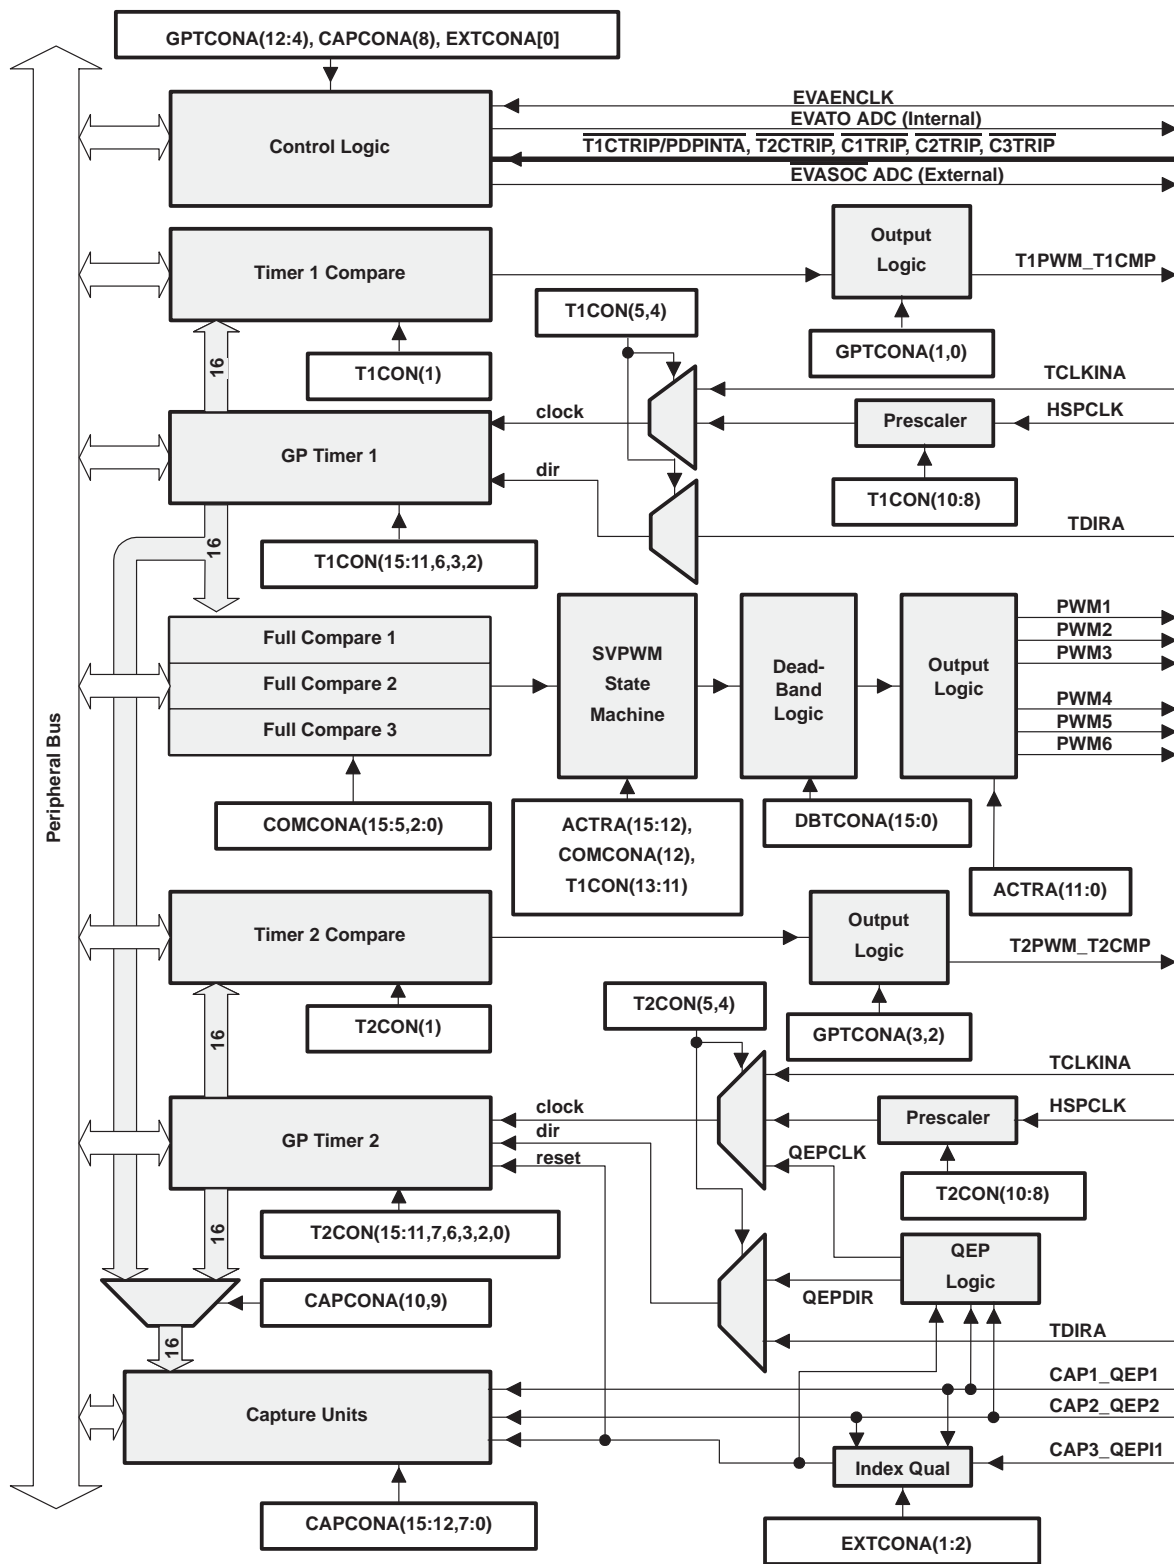 GPTCONA(12:4), CAPCONA(8), EXTCONA[0]
EVAENCLK
EVATO ADC (Internal)
Control Logic
T1CTRIP/PDPINTA, T2CTRIP, C1TRIP, C2TRIP, C3TRIP
EVASOC ADC (External)
Output
Logic
Timer 1 Compare
T1PWM_T1CMP
T1CON(5,4)
GPTCONA(1,0)
16
T1CON(1)
TCLKINA
clock
HSPCLK
Prescaler
GP Timer 1
dir
T1CON(10:8)
TDIRA
16
T1CON(15:11,6,3,2)
PWM1
Full Compare 1
PWM2
SVPWM
State
Machine
PWM3
Dead-
Band
Logic
Output
Logic
Full Compare 2
PWM4
Full Compare 3
PWM5
PWM6
Peripheral Bus
COMCONA(15:5,2:0)
ACTRA(15:12),
COMCONA(12),
T1CON(13:11)
DBTCONA(15:0)
ACTRA(11:0)
Timer 2 Compare
Output
Logic
T2PWM_T2CMP
T2CON(5,4)
T2CON(1)
16
GPTCONA(3,2)
TCLKINA
clock
HSPCLK
Prescaler
GP Timer 2
dir
QEPCLK
reset
T2CON(10:8)
16
T2CON(15:11,7,6,3,2,0)
QEP
Logic
QEPDIR
CAPCONA(10,9)
TDIRA
16
CAP1_QEP1
Capture Units
CAP2_QEP2
CAP3_QEPI1
Index Qual
CAPCONA(15:12,7:0)
EXTCONA(1:2)